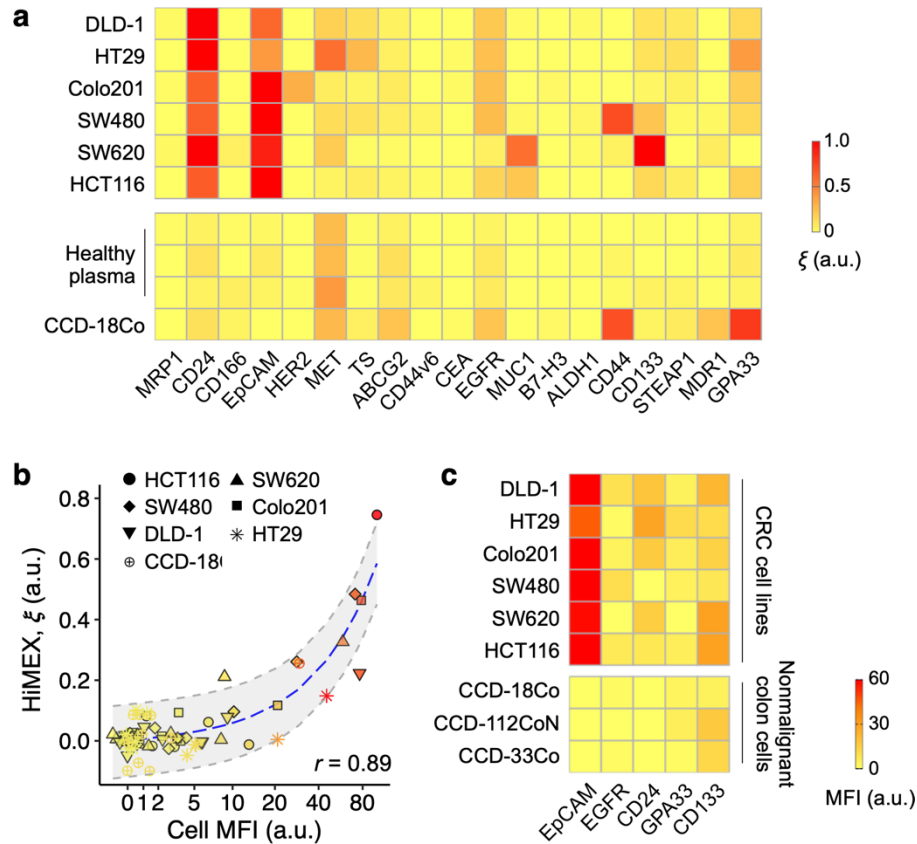 a
DLD-1
HT29
Colo201
SW480
SW620
HCT116
Healthy
plasma
CCD-18Co
MRP1
CD24
CD166
EpCAM
HER2
MET
TS
ABCG2
CD44v6
CEA
EGFR
MUC1
B7-H3
ALDH1
CD44
CD133
STEAP1
MDR1
GPA33
1.0
0.5
0
ξ (a.u.)
b
HCT116
SW620
SW480
Colo201
DLD-1
HT29
CCD-18
0.8
0.6
0.4
0.2
0.0
HiMEX, ξ (a.u.)
r = 0.89
0 1 2 5 10 20 40 80
Cell MFI (a.u.)
c
DLD-1
HT29
Colo201
SW480
SW620
HCT116
CRC cell lines
CCD-18Co
CCD-112CoN
CCD-33Co
Nonmalignant
colon cells
EpCAM
EGFR
CD24
GPA33
CD133
60
30
0
MFI (a.u.)